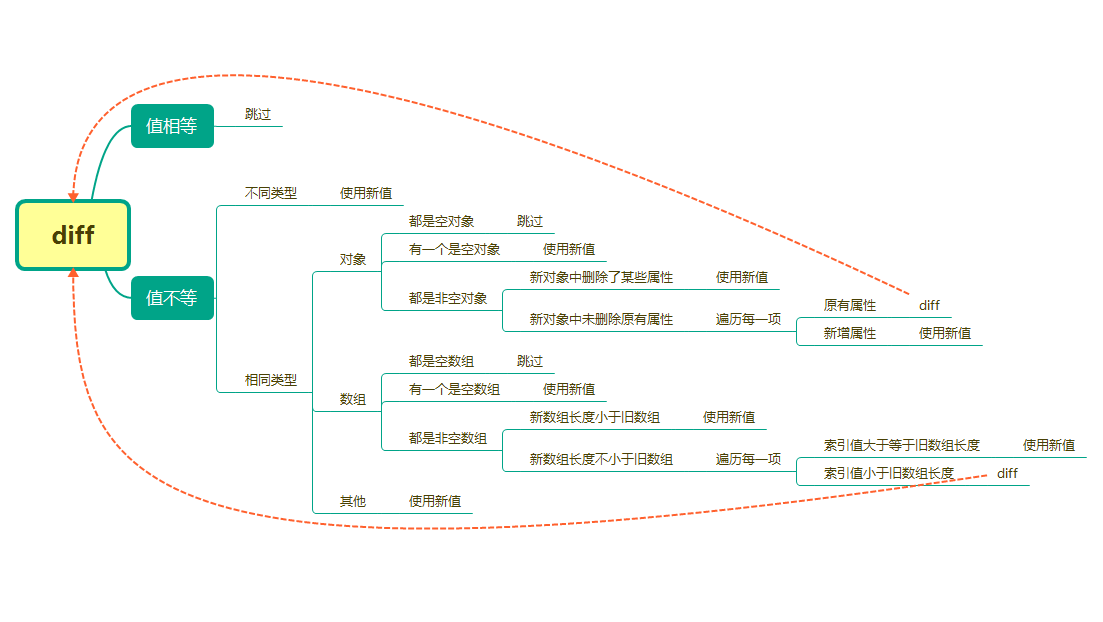 diff
值相等
跳过
值不等
不同类型
使用新值
相同类型
对象
都是空对象
跳过
有一个是空对象
使用新值
都是非空对象
新对象中删除了某些属性
使用新值
新对象中未删除原有属性
遍历每一项
原有属性
diff
新增属性
使用新值
数组
都是空数组
跳过
有一个是空数组
使用新值
都是非空数组
新数组长度小于旧数组
使用新值
新数组长度不小于旧数组
遍历每一项
索引值大于等于旧数组长度
使用新值
索引值小于旧数组长度
diff
其他
使用新值